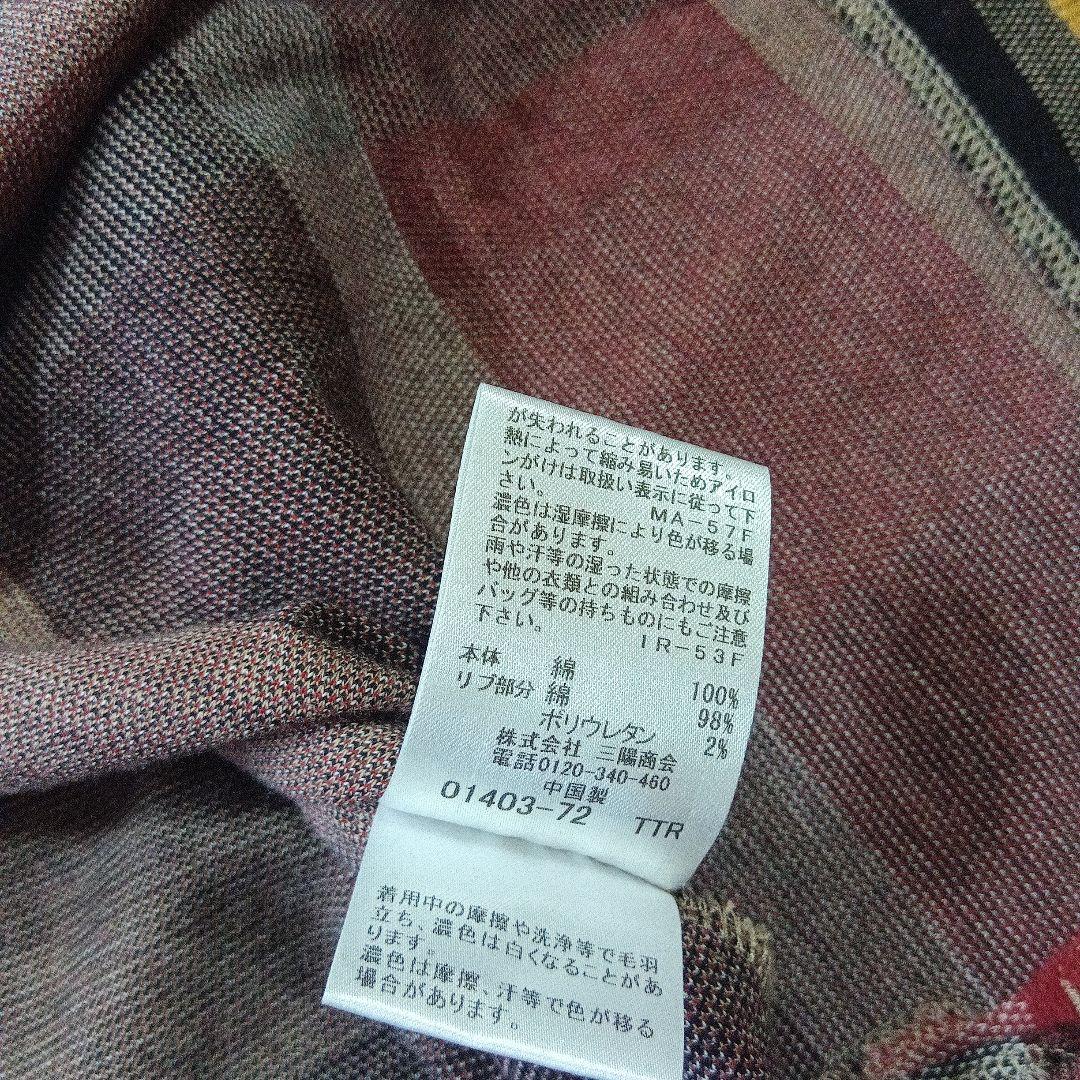 が失われることがあります。
熱によって縮み易いためアイロ
ンがけは取扱い表示に従って下
さい。
MA-57F
濃色は湿摩擦により色が移る場
合があります。
雨や汗等の湿った状態での摩擦
や他の衣類との組み合わせ及び
バッグ等の持ちものにもご注意
下さい。
IR-53F
本体 綿 100%
リブ部分 綿 98%
ポリウレタン 2%
株式会社 三陽商会
電話0120-340-460
中国製
01403-72 TTR
着用中の摩擦や洗浄等で毛羽
立ち、濃色は白くなることがあ
ります。
濃色は摩擦、汗等で色が移る
場合があります。